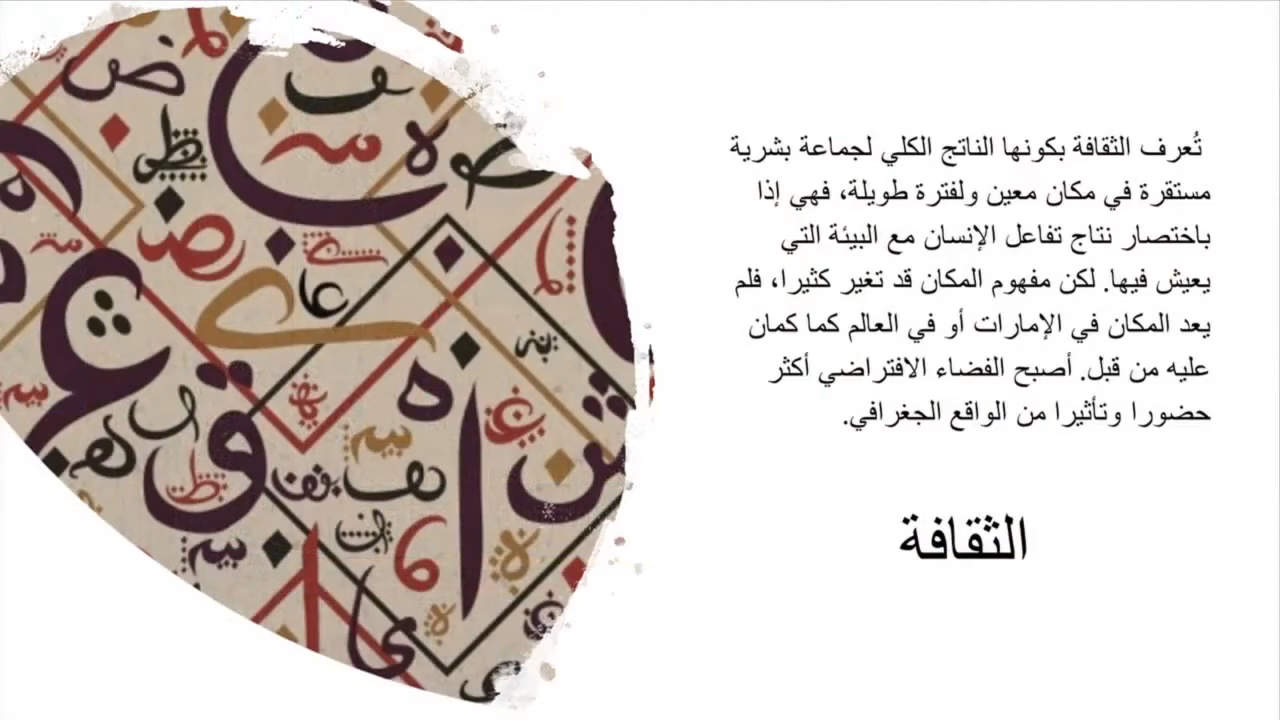 تُعرف الثقافة بكونها الناتج الكلي لجماعة بشرية
مستقرة في مكان معين ولفترة طويلة، فهي إذا
باختصار نتاج تفاعل الإنسان مع البيئة التي
يعيش فيها. لكن مفهوم المكان قد تغير كثيرا، فلم
يعد المكان في الإمارات أو في العالم كما كمان
عليه من قبل. أصبح الفضاء الافتراضي أكثر
حضورا وتأثيرا من الواقع الجغرافي.
الثقافة